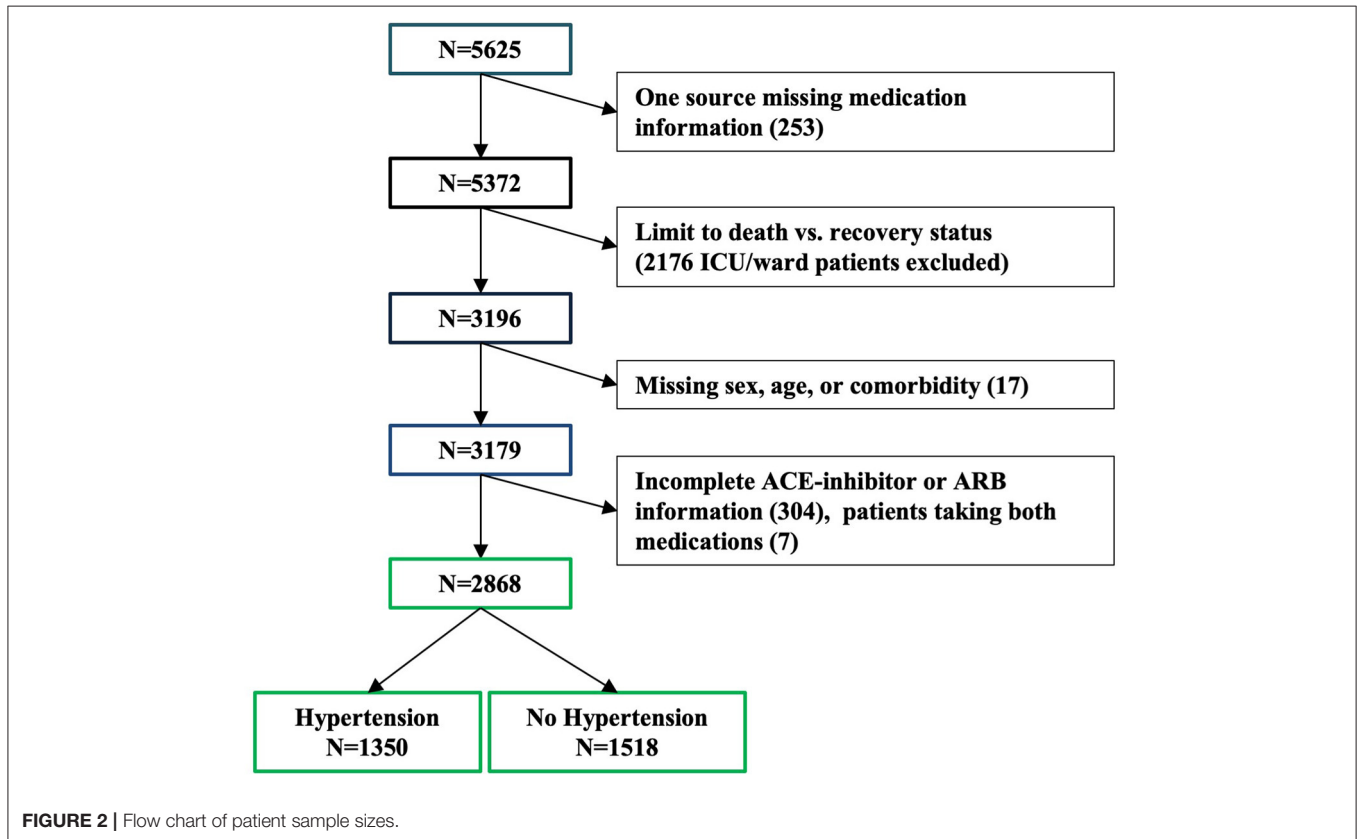 N=5625
One source missing medication
information (253)
N=5372
Limit to death vs. recovery status
(2176 ICU/ward patients excluded)
N=3196
Missing sex, age, or comorbidity (17)
N=3179
Incomplete ACE-inhibitor or ARB
information (304), patients taking both
medications (7)
N=2868
Hypertension
N=1350
No Hypertension
N=1518
FIGURE 2 | Flow chart of patient sample sizes.